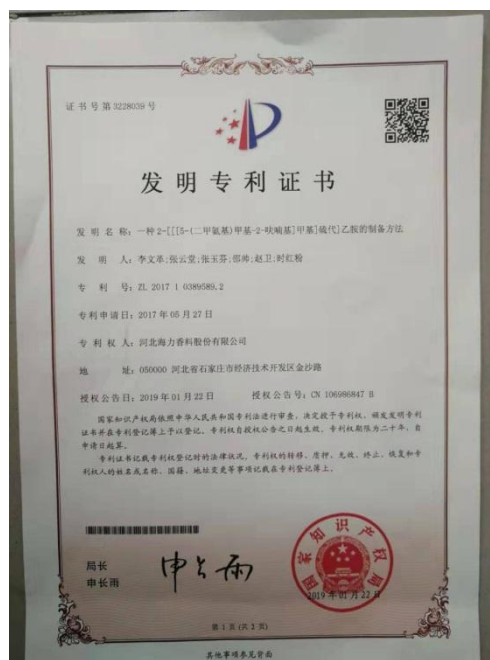 证书号第3228039号
发明专利证书
发 明 名 称：一种2-[[[5-(二甲氨基)甲基-2-呋喃基]甲基]硫代]乙胺的制备方法
发 明 人：李文革;张云堂;张玉芬;邵帅;赵卫;时红粉
专 利 号：ZL 2017 1 0389589.2
专利申请日：2017年05月27日
专 利 权 人：河北海力香料股份有限公司
地 址：050000 河北省石家庄市经济技术开发区金沙路
授权公告日：2019年01月22日 授权公告号：CN 106986847 B
国家知识产权局依照中华人民共和国专利法进行审查，决定授予专利权，颁发发明专利
证书并在专利登记簿上予以登记。专利权自授权公告之日起生效。专利权期限为二十年，自
申请日起算。
专利证书记载专利权登记时的法律状况。专利权的转移、质押、无效、终止、恢复和专
利权人的姓名或名称、国籍、地址变更等事项记载在专利登记簿上。
局长
申长雨
申长雨
国家知识产权局
2019年01月22日
第 1 页 (共 2 页)
其他事项参见背面